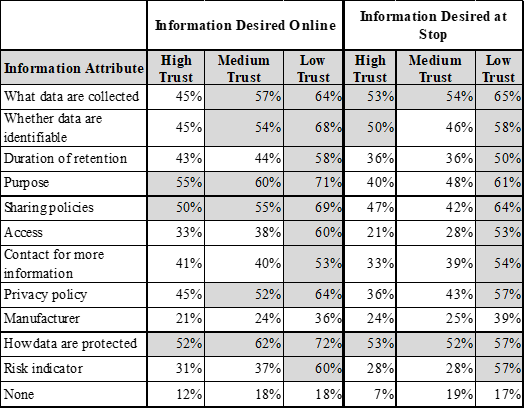 Information Desired Online Information Desired at Stop
Information Attribute High Trust Medium Trust Low Trust High Trust Medium Trust Low Trust
What data are collected 45% 57% 64% 53% 54% 65%
Whether data are identifiable 45% 54% 68% 50% 46% 58%
Duration of retention 43% 44% 58% 36% 36% 50%
Purpose 55% 60% 71% 40% 48% 61%
Sharing policies 50% 55% 69% 47% 42% 64%
Access 33% 38% 60% 21% 28% 53%
Contact for more information 41% 40% 53% 33% 39% 54%
Privacy policy 45% 52% 64% 36% 43% 57%
Manufacturer 21% 24% 36% 24% 25% 39%
How data are protected 52% 62% 72% 53% 52% 57%
Risk indicator 31% 37% 60% 28% 28% 57%
None 12% 18% 18% 7% 19% 17%